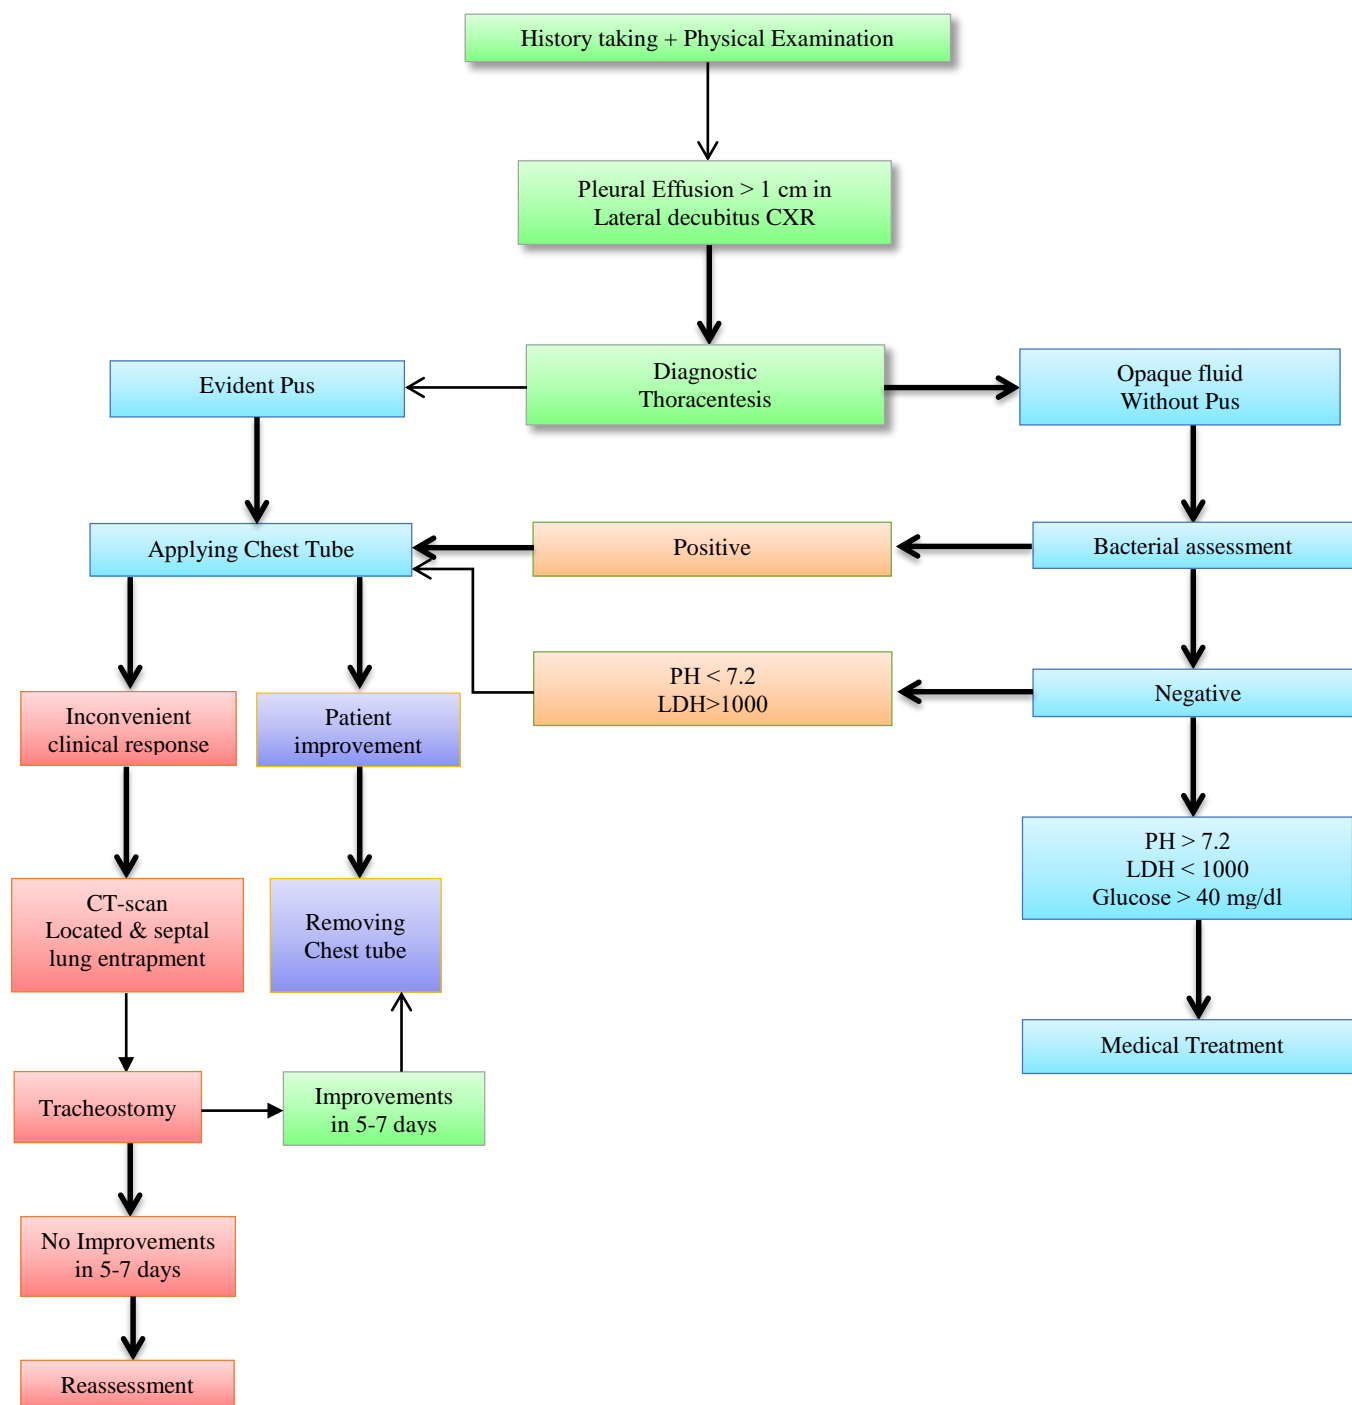 History taking + Physical Examination
Pleural Effusion > 1 cm in
Lateral decubitus CXR
Diagnostic
Thoracentesis
Evident Pus
Opaque fluid
Without Pus
Applying Chest Tube
Positive
Bacterial assessment
PH < 7.2
LDH>1000
Negative
Inconvenient
clinical response
Patient
improvement
PH > 7.2
LDH < 1000
Glucose > 40 mg/dl
CT-scan
Located & septal
lung entrapment
Removing
Chest tube
Medical Treatment
Tracheostomy
Improvements
in 5-7 days
No Improvements
in 5-7 days
Reassessment